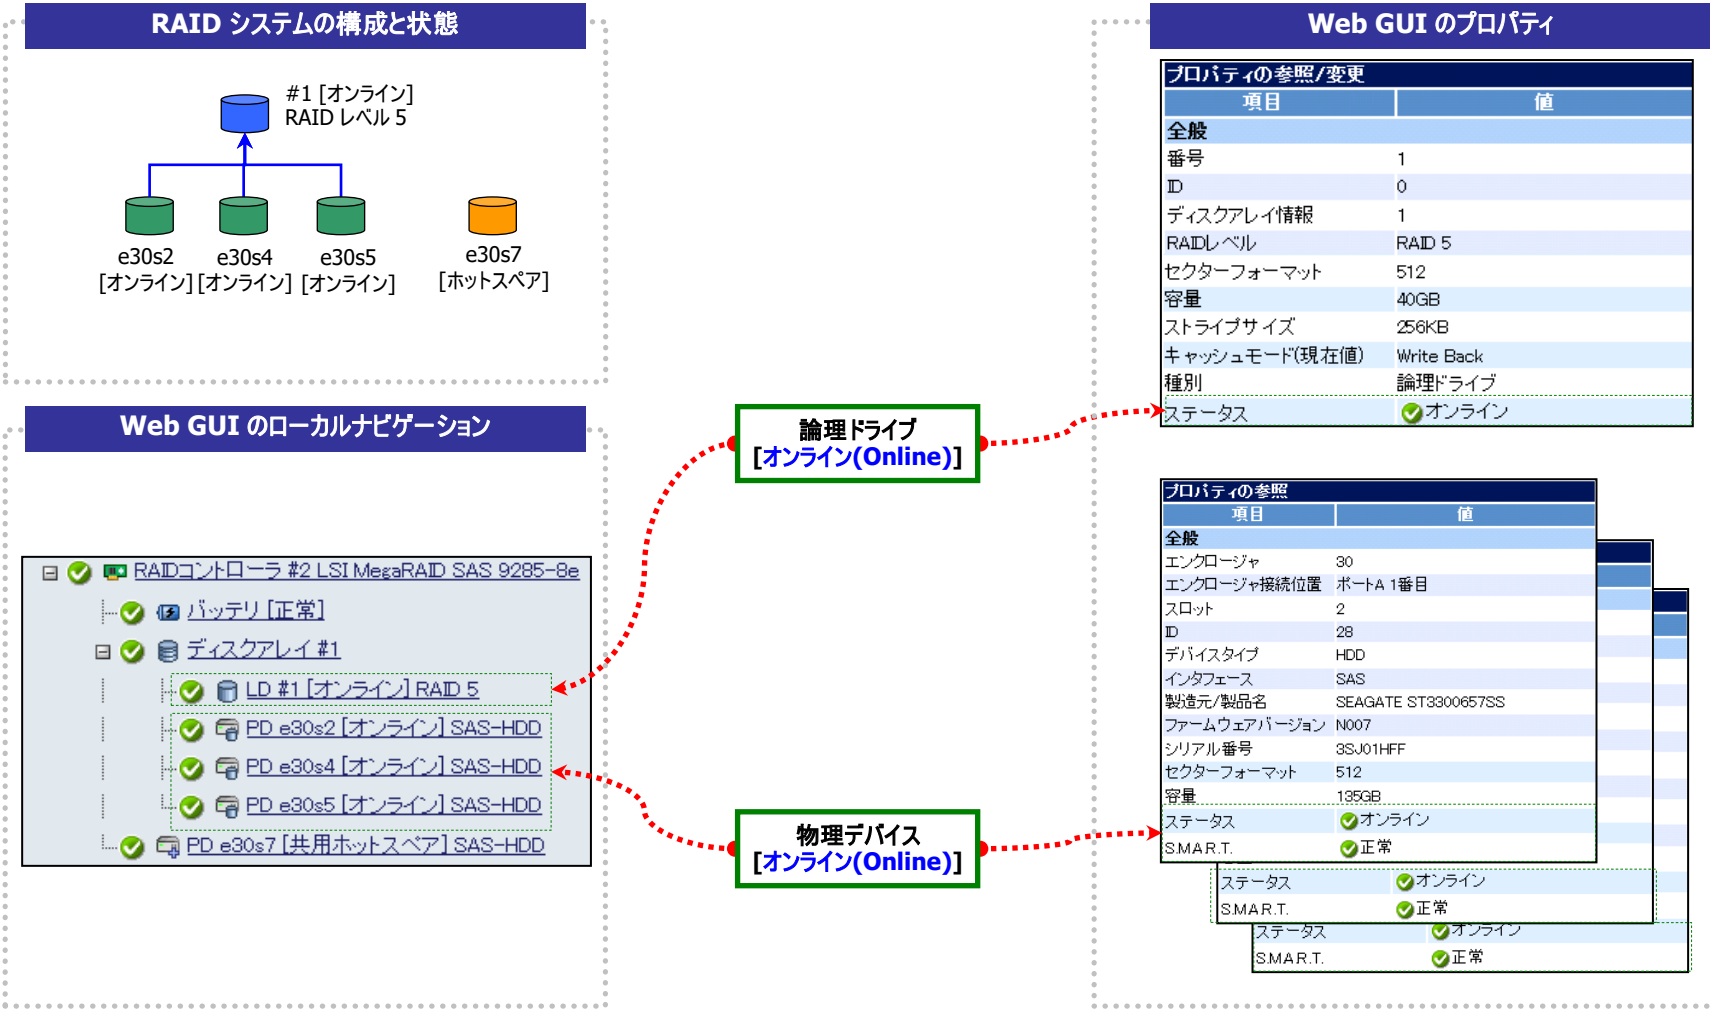 RAID システムの構成と状態
#1 [オンライン]
RAID レベル 5
e30s2
[オンライン]
e30s4
[オンライン]
e30s5
[オンライン]
e30s7
[ホットスペア]
Web GUI のローカルナビゲーション
RAIDコントローラ #2 LSI MegaRAID SAS 9285-8e
バッテリ [正常]
ディスクアレイ #1
LD #1 [オンライン] RAID 5
PD e30s2 [オンライン] SAS-HDD
PD e30s4 [オンライン] SAS-HDD
PD e30s5 [オンライン] SAS-HDD
PD e30s7 [共用ホットスペア] SAS-HDD
論理ドライブ
[オンライン(Online)]
物理デバイス
[オンライン(Online)]
Web GUI のプロパティ
プロパティの参照/変更
項目 値
全般
番号 1
ID 0
ディスクアレイ情報 1
RAIDレベル RAID 5
セクターフォーマット 512
容量 40GB
ストライプサイズ 256KB
キャッシュモード(現在値) Write Back
種別 論理ドライブ
ステータス オンライン
プロパティの参照
項目 値
全般
エンクロージャ 30
エンクロージャ接続位置 ポートA 1番目
スロット 2
ID 28
デバイスタイプ HDD
インタフェース SAS
製造元/製品名 SEAGATE ST3300657SS
ファームウェアバージョン N007
シリアル番号 3SJ01HFF
セクターフォーマット 512
容量 135GB
ステータス オンライン
S.M.A.R.T. 正常
ステータス オンライン
S.M.A.R.T. 正常
ステータス オンライン
S.M.A.R.T. 正常